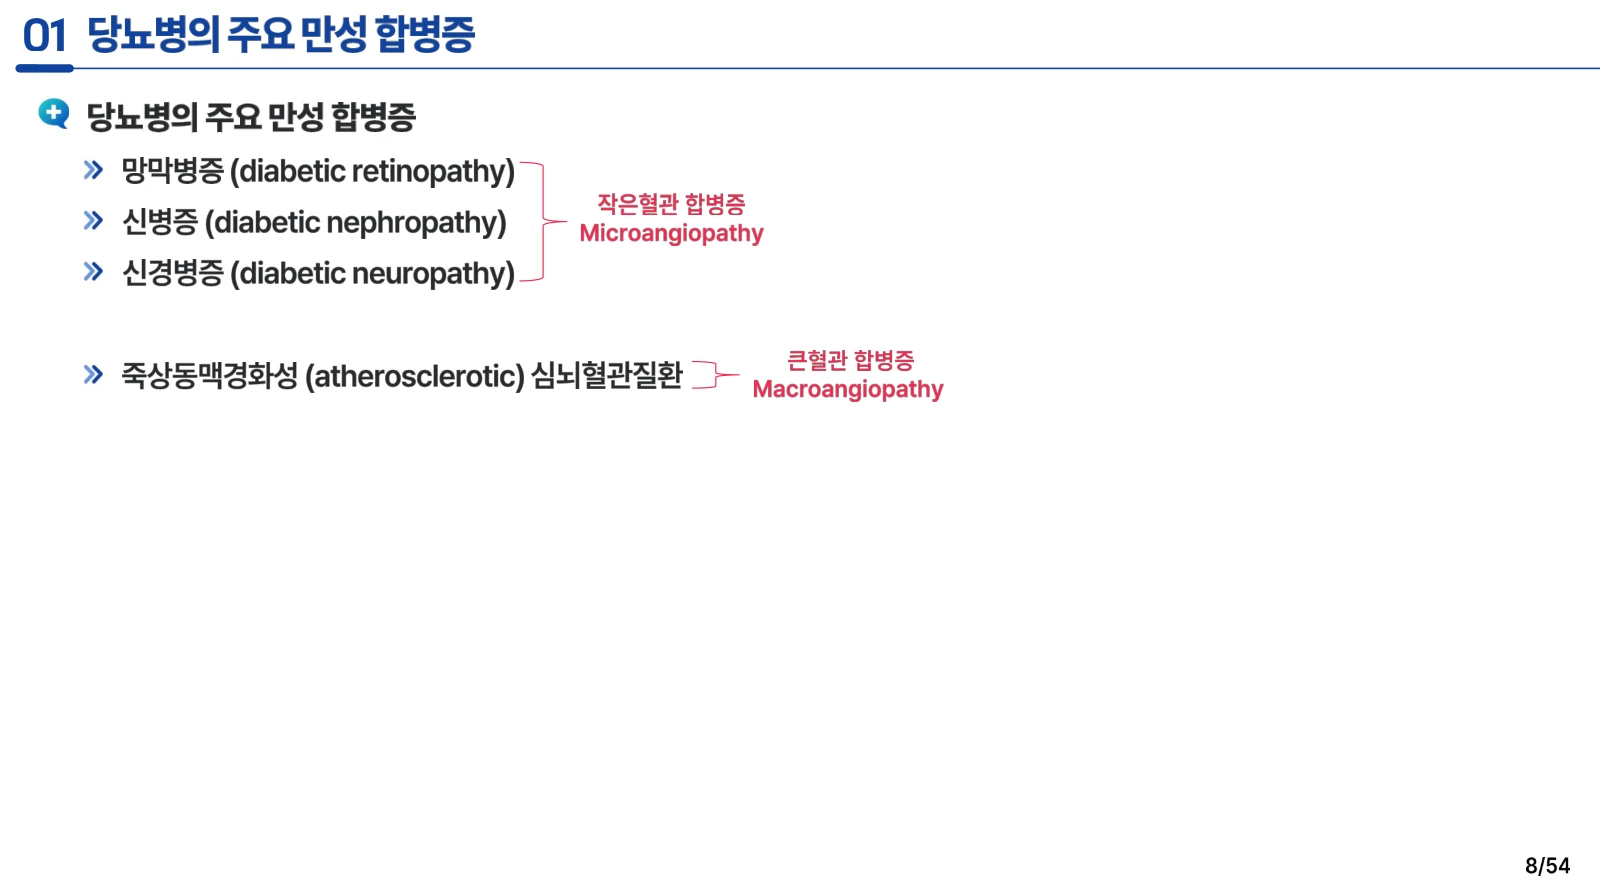 01 당뇨병의 주요 만성 합병증
당뇨병의 주요 만성 합병증
망막병증 (diabetic retinopathy)
신병증 (diabetic nephropathy)
신경병증 (diabetic neuropathy)
작은혈관 합병증
Microangiopathy
죽상동맥경화성 (atherosclerotic) 심뇌혈관질환
큰혈관 합병증
Macroangiopathy
8/54